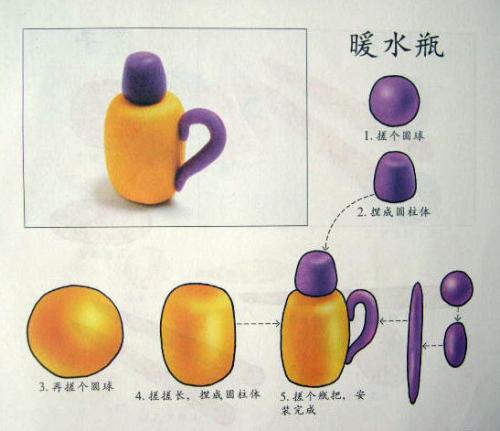 暖水瓶
1. 搓个圆球
2. 捏成圆柱体
3. 再搓个圆球
4. 搓搓长，捏成圆柱体
5. 搓个瓶把，安
装完成